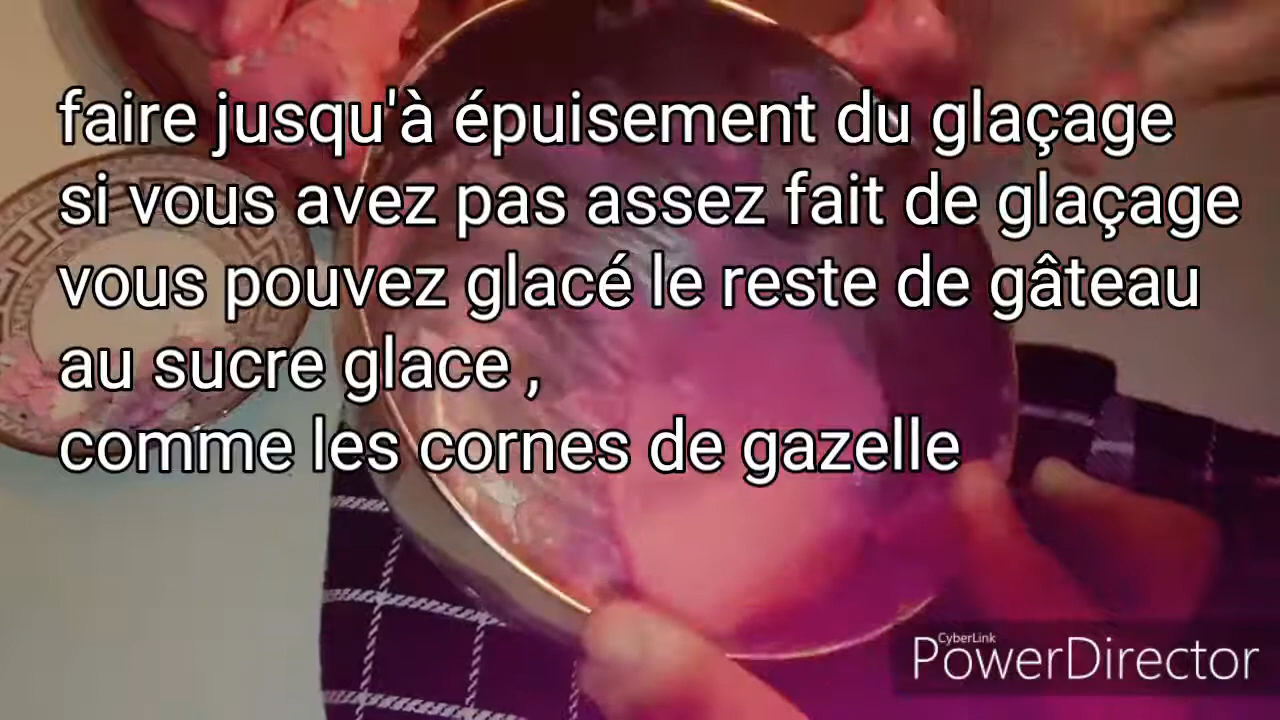 faire jusqu'à épuisement du glaçage
si vous avez pas assez fait de glaçage
vous pouvez glacé le reste de gâteau
au sucre glace ,
comme les cornes de gazelle
CyberLink
PowerDirector